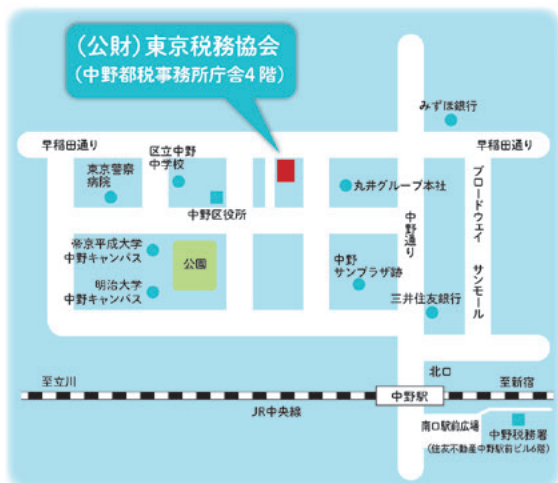 （公財）東京税務協会
（中野都税事務所庁舎4階）
みずほ銀行
早稲田通り
早稲田通り
区立中野
中学校
東京警察
病院
中野区役所
丸井グループ本社
中野通り
ブロードウェイ　サンモール
帝京平成大学
中野キャンパス
公園
明治大学
中野キャンパス
中野
サンプラザ跡
三井住友銀行
北口
至立川
中野駅
至新宿
JR中央線
南口駅前広場
中野税務署
（住友不動産中野駅前ビル6階）